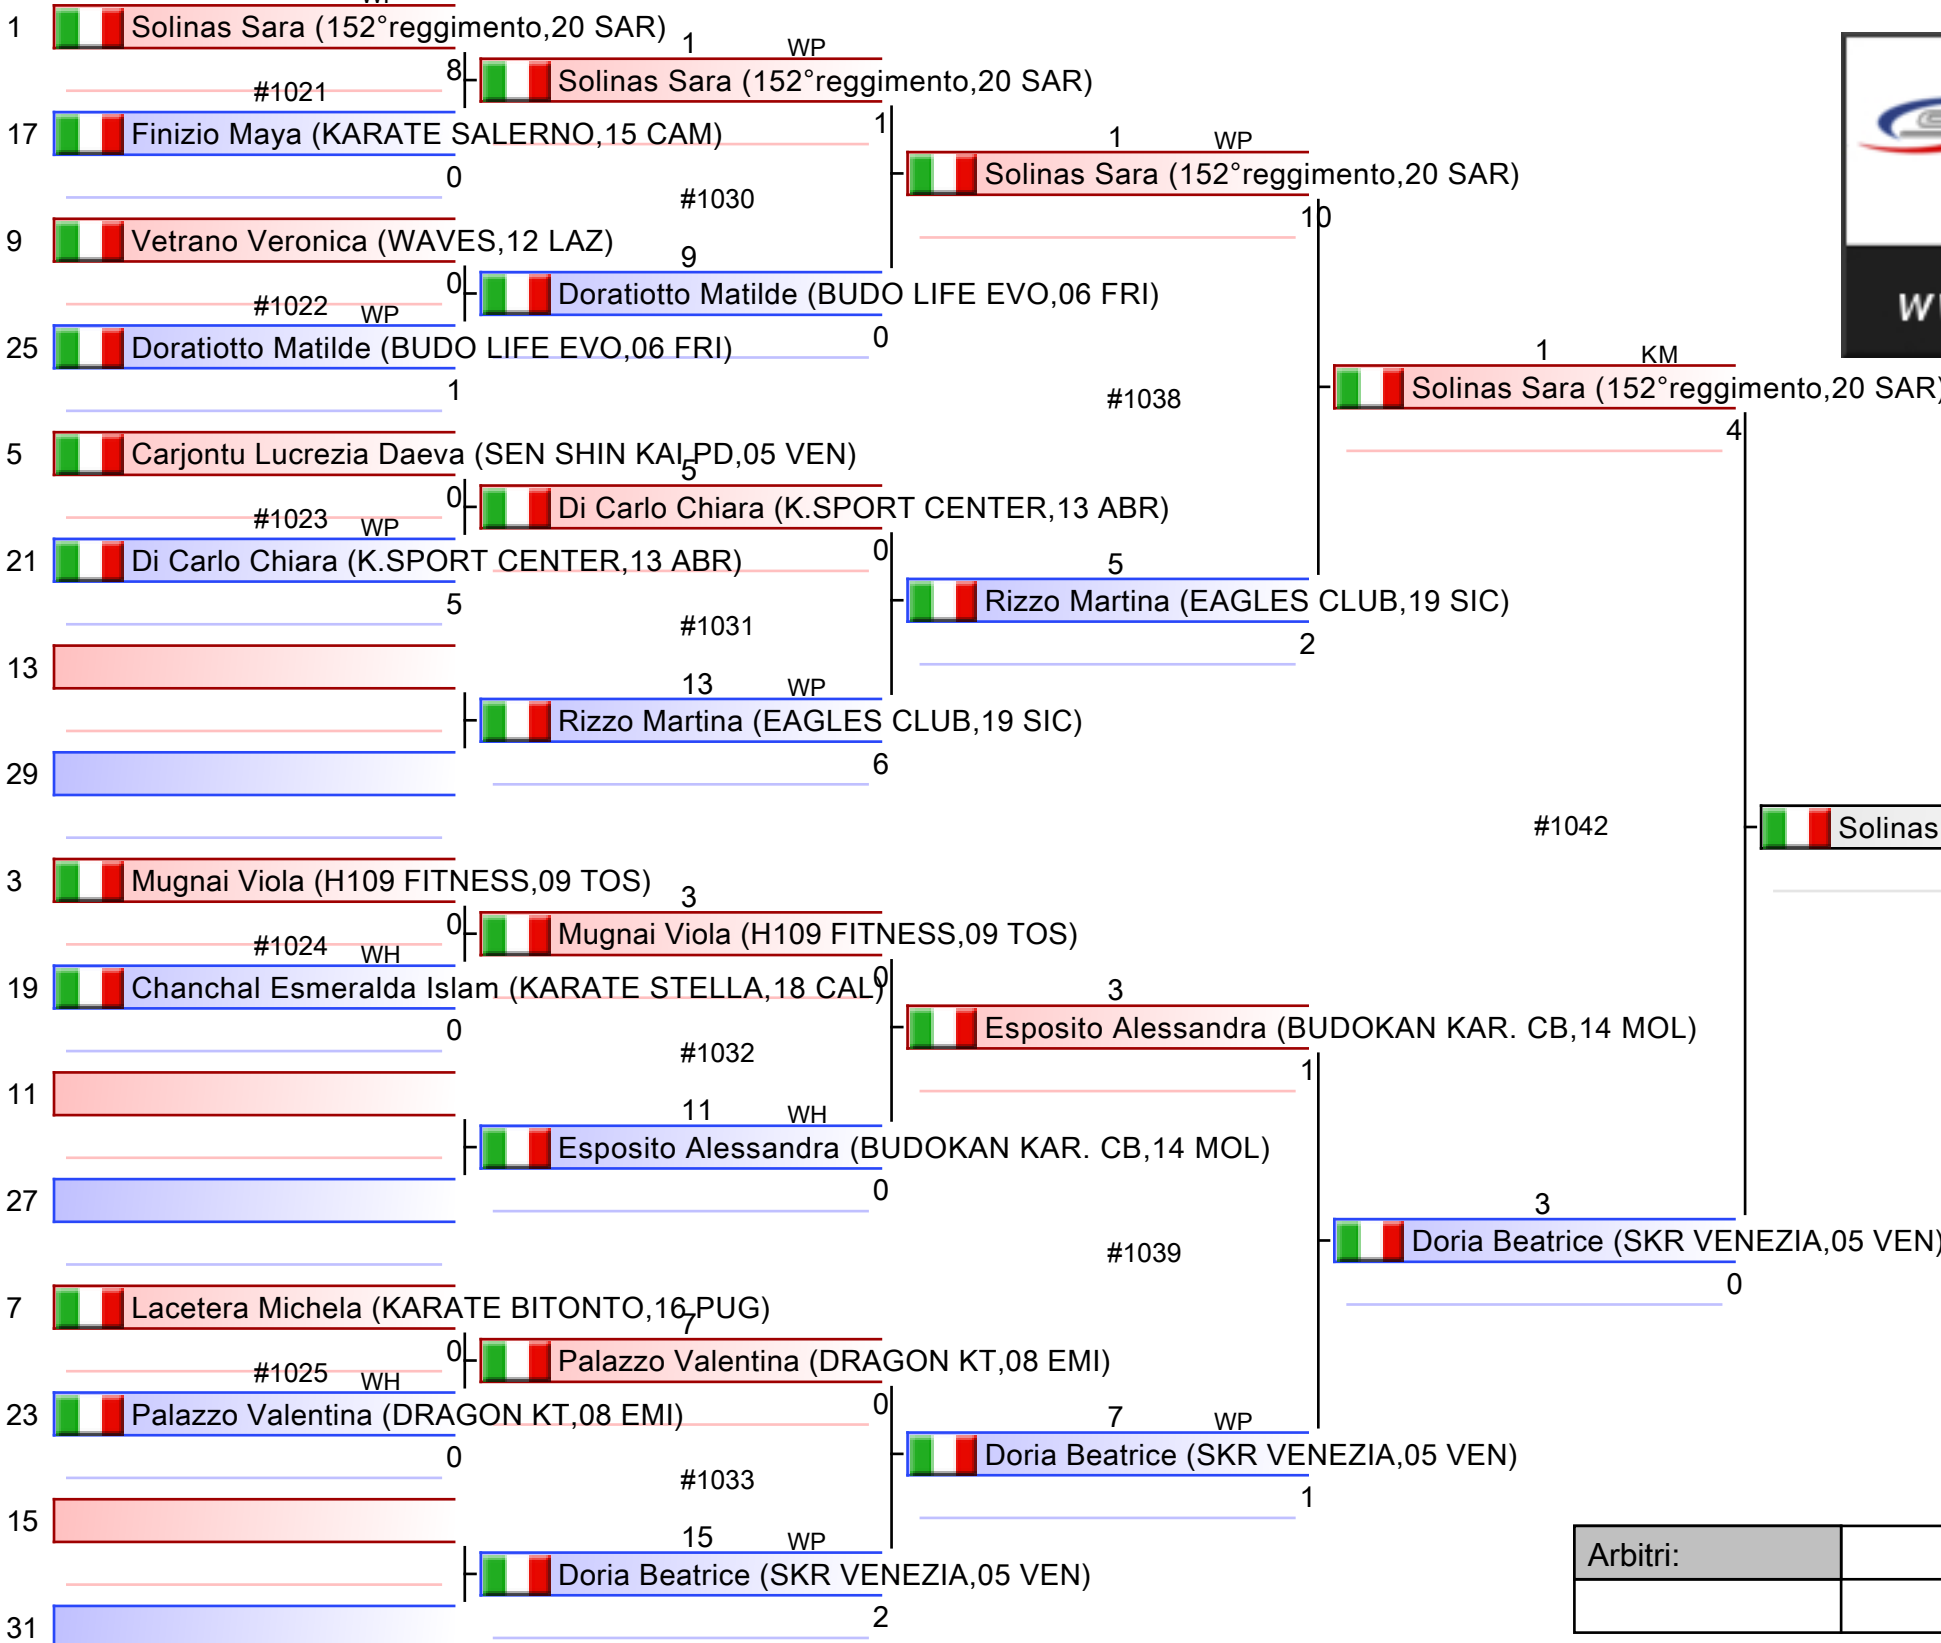 1 Solinas Sara (152°reggimento,20 SAR)
8
#1021
17 Finizio Maya (KARATE SALERNO,15 CAM)
0
9 Vetrano Veronica (WAVES,12 LAZ)
0
#1022 WP
25 Doratiotto Matilde (BUDO LIFE EVO,06 FRI)
1
5 Carjontu Lucrezia Daeva (SEN SHIN KAI PD,05 VEN)
0
#1023 WP
21 Di Carlo Chiara (K.SPORT CENTER,13 ABR)
5
13
29
3 Mugnai Viola (H109 FITNESS,09 TOS)
0
#1024 WH
19 Chanchal Esmeralda Islam (KARATE STELLA,18 CAL)
0
11
27
7 Lacetera Michela (KARATE BITONTO,16 PUG)
0
#1025 WH
23 Palazzo Valentina (DRAGON KT,08 EMI)
0
15
31
1 WP
Solinas Sara (152°reggimento,20 SAR)
1
#1030
9
Doratiotto Matilde (BUDO LIFE EVO,06 FRI)
0
5
Di Carlo Chiara (K.SPORT CENTER,13 ABR)
0
#1031
13 WP
Rizzo Martina (EAGLES CLUB,19 SIC)
6
3
Mugnai Viola (H109 FITNESS,09 TOS)
0
#1032
11 WH
Esposito Alessandra (BUDOKAN KAR. CB,14 MOL)
0
7
Palazzo Valentina (DRAGON KT,08 EMI)
0
#1033
15 WP
Doria Beatrice (SKR VENEZIA,05 VEN)
2
1 WP
Solinas Sara (152°reggimento,20 SAR)
10
#1038
5
Rizzo Martina (EAGLES CLUB,19 SIC)
2
3
Esposito Alessandra (BUDOKAN KAR. CB,14 MOL)
1
#1039
7 WP
Doria Beatrice (SKR VENEZIA,05 VEN)
1
1 KM
Solinas Sara (152°reggimento,20 SAR)
4
#1042
3
Doria Beatrice (SKR VENEZIA,05 VEN)
0
Solinas
Arbitri: